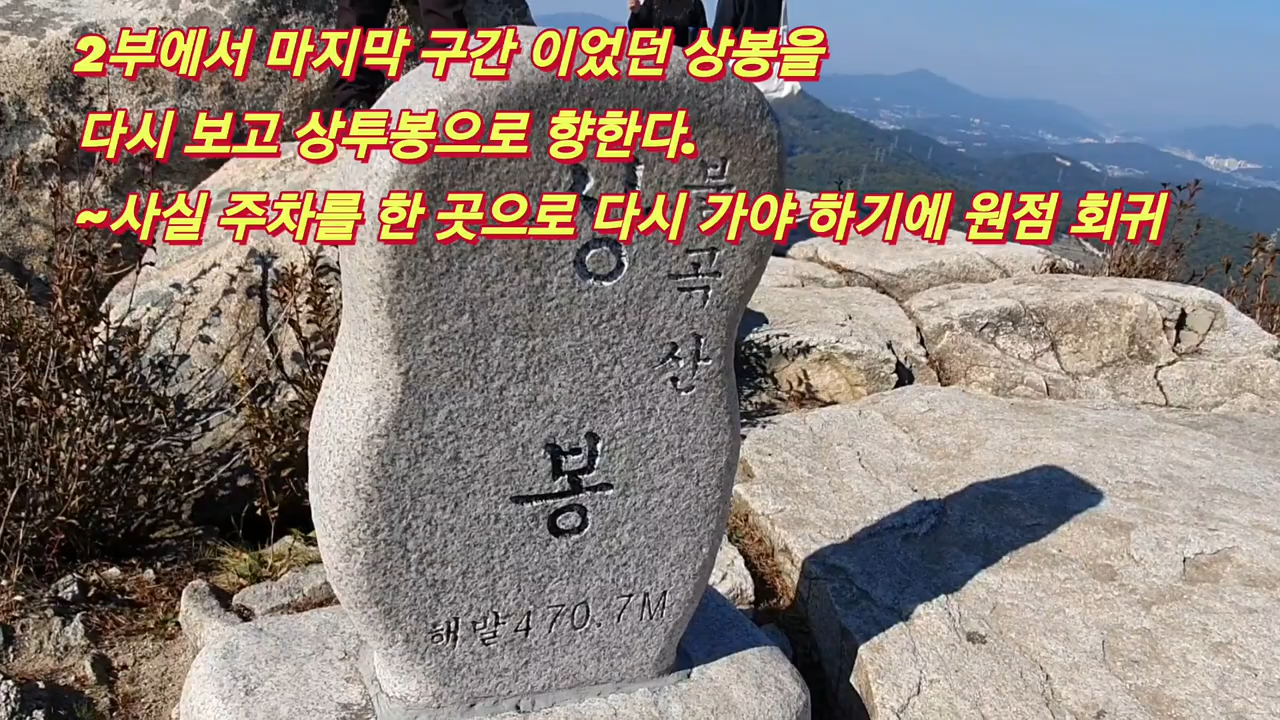 2부에서 마지막 구간 이었던 상봉을
다시 보고 상투봉으로 향한다.
~사실 주차를 한 곳으로 다시 가야 하기에 원점 회귀
불곡산
상
봉
해발470.7M